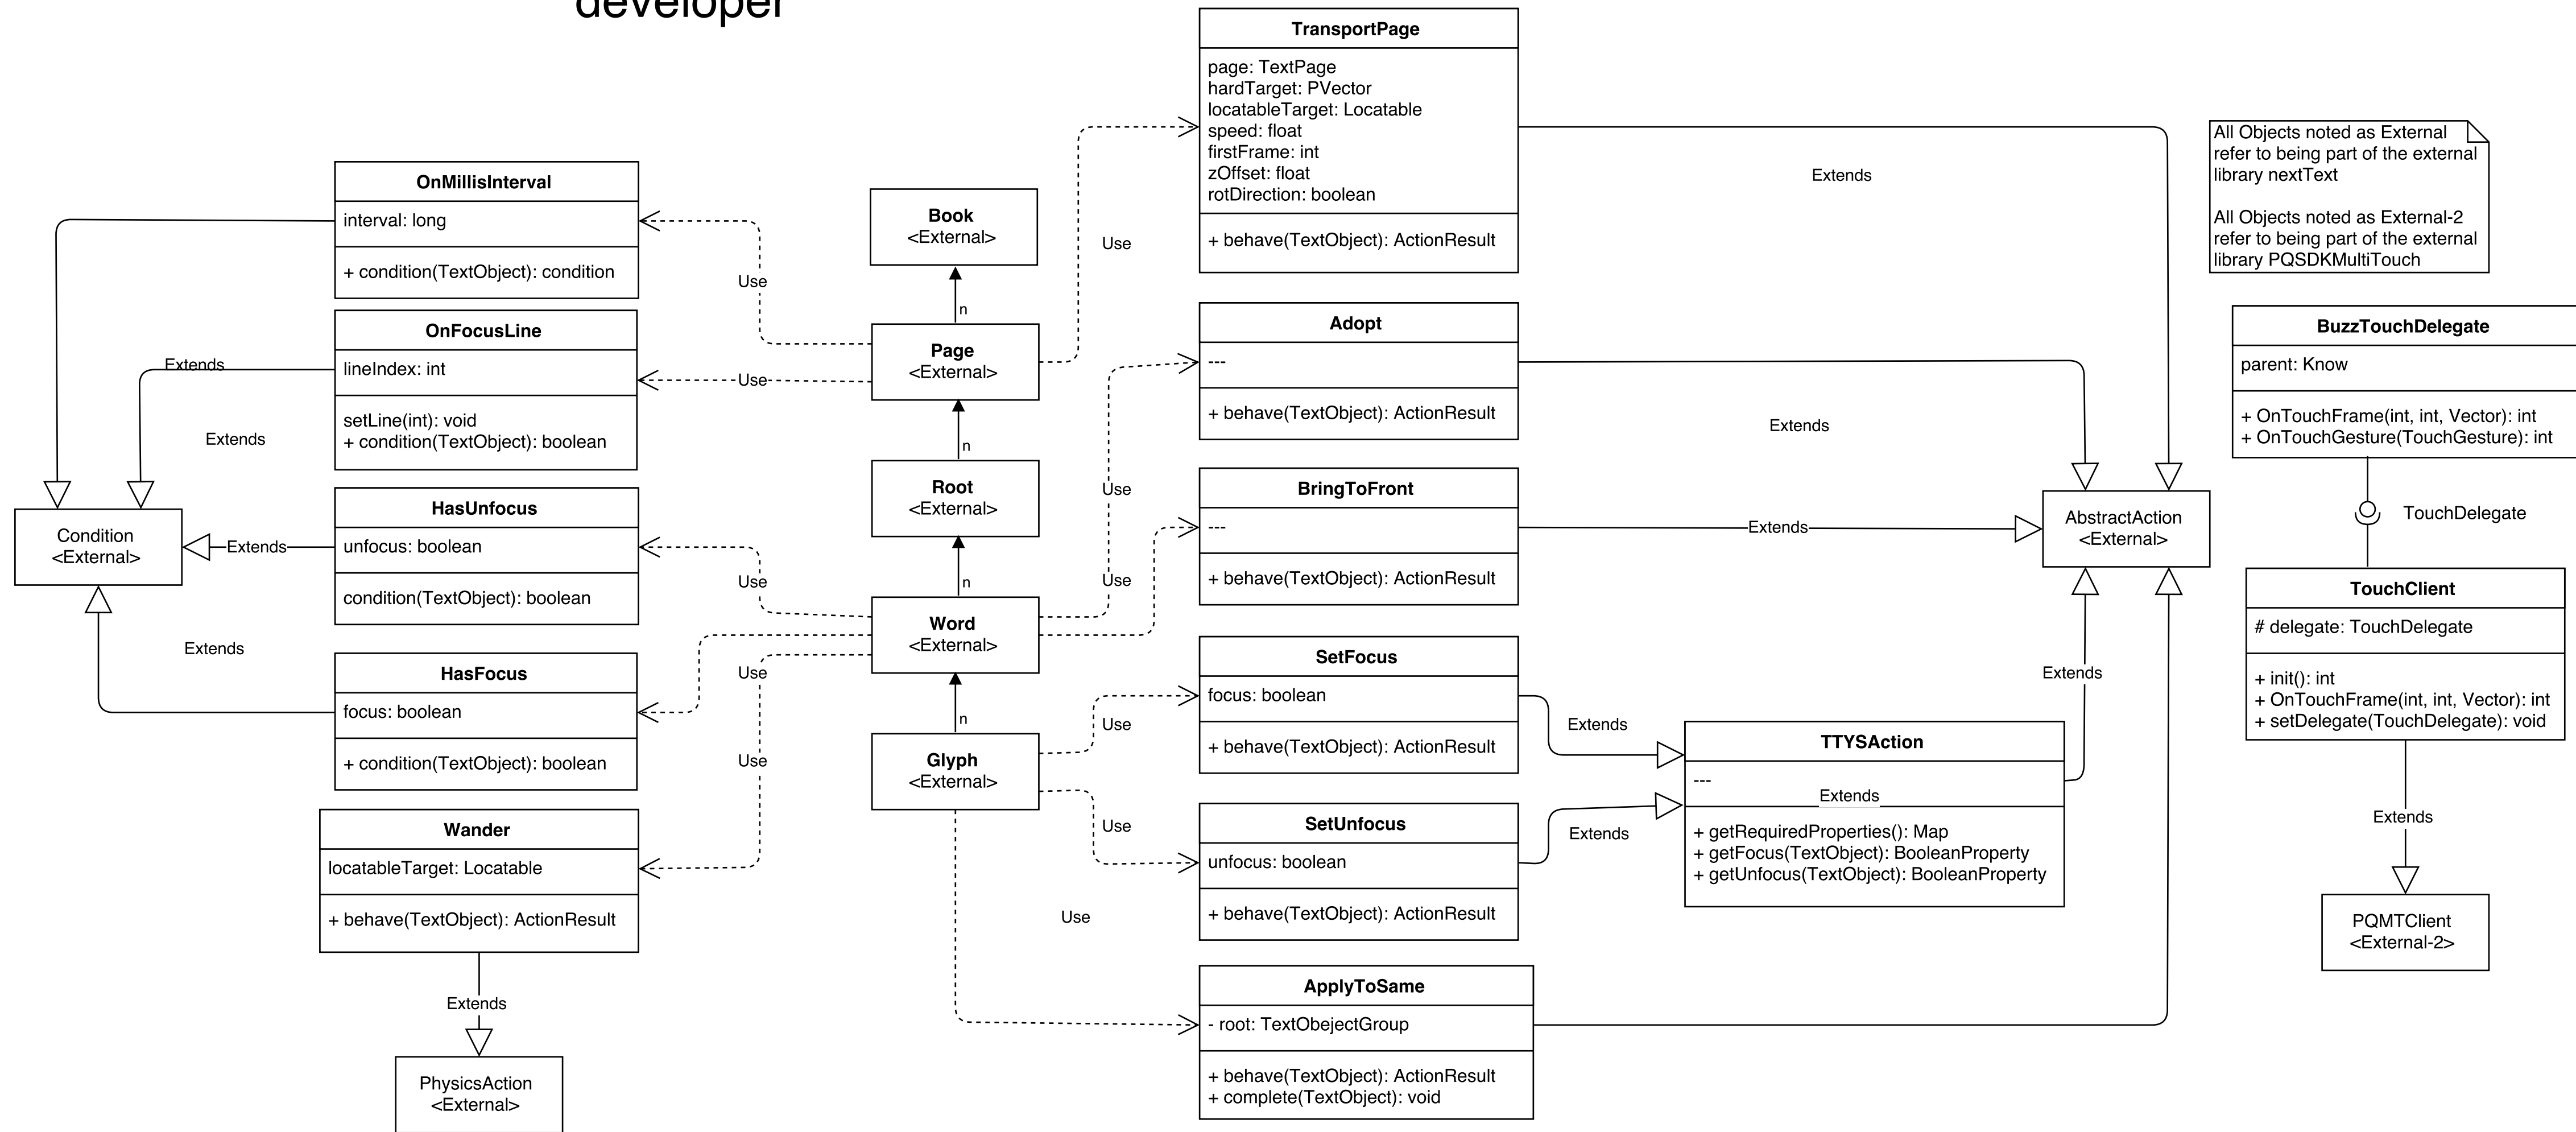 developer
TransportPage
page: TextPage
hardTarget: PVector
locatableTarget: Locatable
speed: float
firstFrame: int
zOffset: float
rotDirection: boolean
+ behave(TextObject): ActionResult
Extends
All Objects noted as External
refer to being part of the external
library nextText
All Objects noted as External-2
refer to being part of the external
library PQSDKMultiTouch
OnMillisInterval
interval: long
+ condition(TextObject): condition
Use
Book
<External>
n
Use
OnFocusLine
lineIndex: int
setLine(int): void
+ condition(TextObject): boolean
Extends
Extends
Use
Page
<External>
n
Adopt
---
+ behave(TextObject): ActionResult
Extends
Use
BuzzTouchDelegate
parent: Know
+ OnTouchFrame(int, int, Vector): int
+ OnTouchGesture(TouchGesture): int
TouchDelegate
Condition
<External>
Extends
HasUnfocus
unfocus: boolean
condition(TextObject): boolean
Use
Root
<External>
n
BringToFront
---
+ behave(TextObject): ActionResult
Use
Extends
AbstractAction
<External>
TouchClient
# delegate: TouchDelegate
+ init(): int
+ OnTouchFrame(int, int, Vector): int
+ setDelegate(TouchDelegate): void
Extends
HasFocus
focus: boolean
+ condition(TextObject): boolean
Use
Word
<External>
n
SetFocus
focus: boolean
+ behave(TextObject): ActionResult
Use
Extends
Extends
TTYSAction
---
Extends
+ getRequiredProperties(): Map
+ getFocus(TextObject): BooleanProperty
+ getUnfocus(TextObject): BooleanProperty
Wander
locatableTarget: Locatable
+ behave(TextObject): ActionResult
Use
Glyph
<External>
Use
SetUnfocus
unfocus: boolean
+ behave(TextObject): ActionResult
Extends
Extends
PQMTClient
<External-2>
Use
Extends
PhysicsAction
<External>
ApplyToSame
- root: TextObejectGroup
+ behave(TextObject): ActionResult
+ complete(TextObject): void